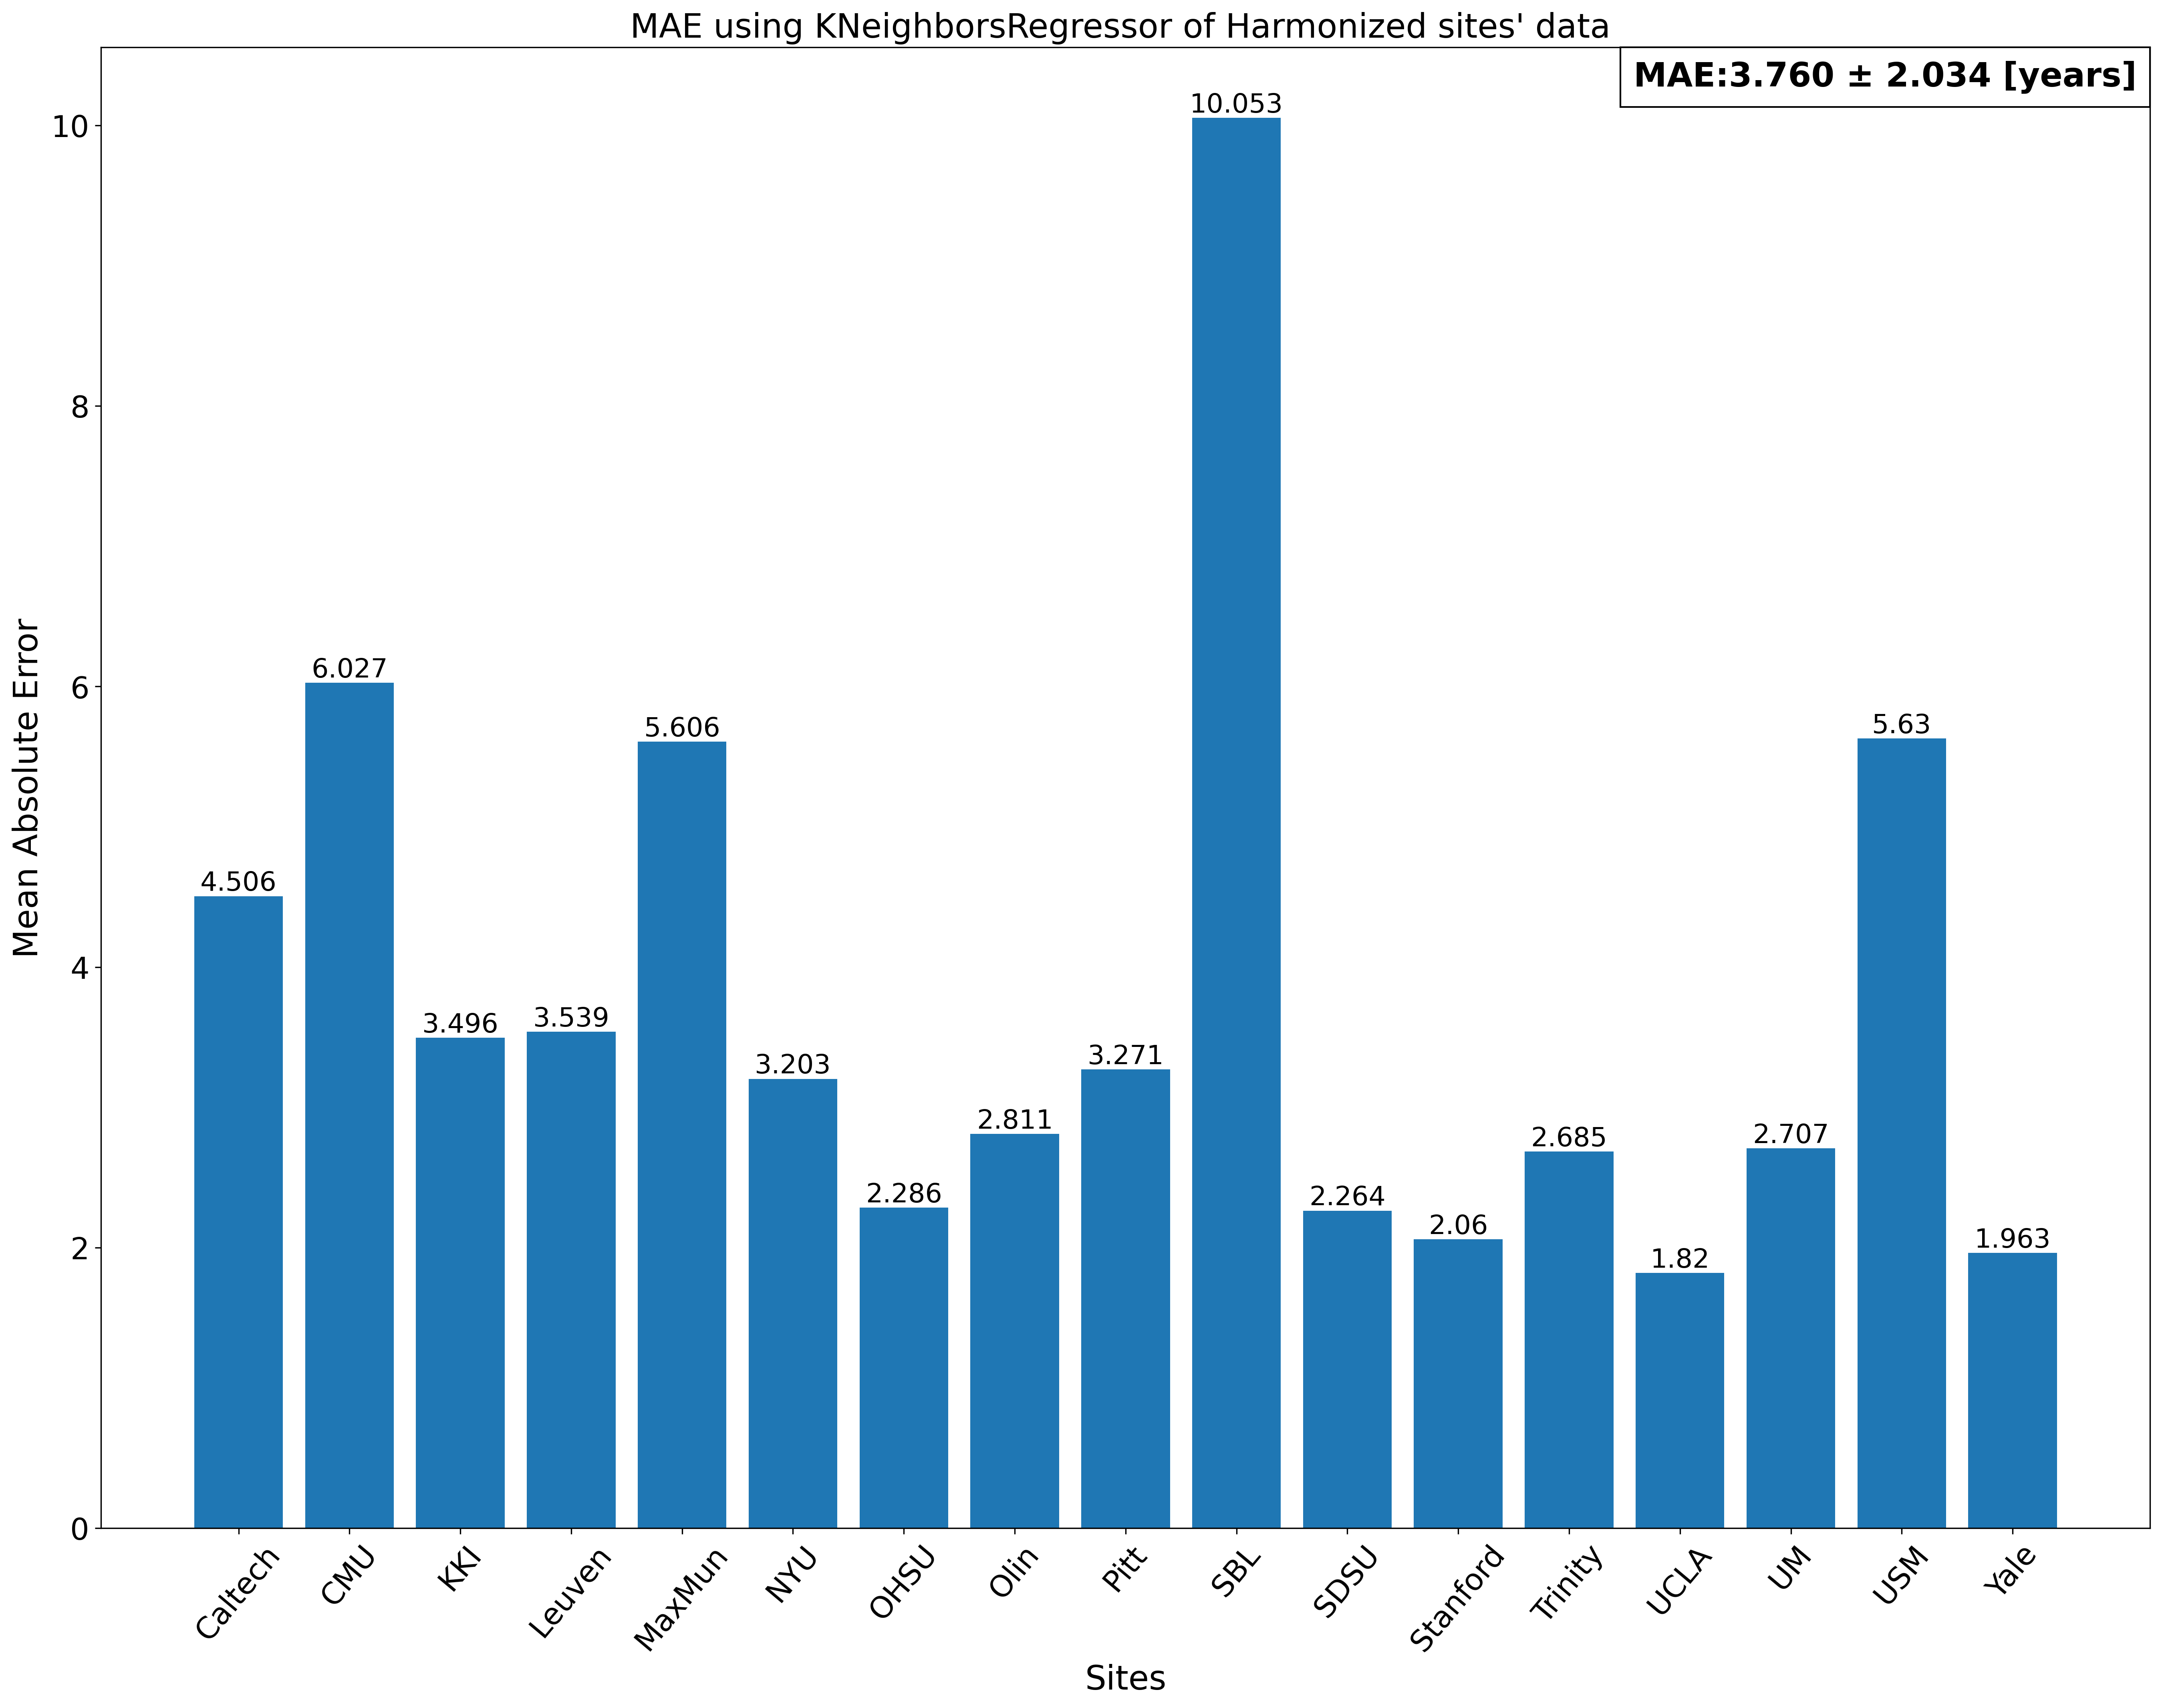 MAE using KNeighborsRegressor of Harmonized sites' data
MAE:3.760 ± 2.034 [years]
Mean Absolute Error
10
8
6
4
2
0
4.506
6.027
3.496
3.539
5.606
3.203
2.286
2.811
3.271
10.053
2.264
2.06
2.685
1.82
2.707
5.63
1.963
Caltech
CMU
KKI
Leuven
MaxMun
NYU
OHSU
Olin
Pitt
SBL
SDSU
Stanford
Trinity
UCLA
UM
USM
Yale
Sites